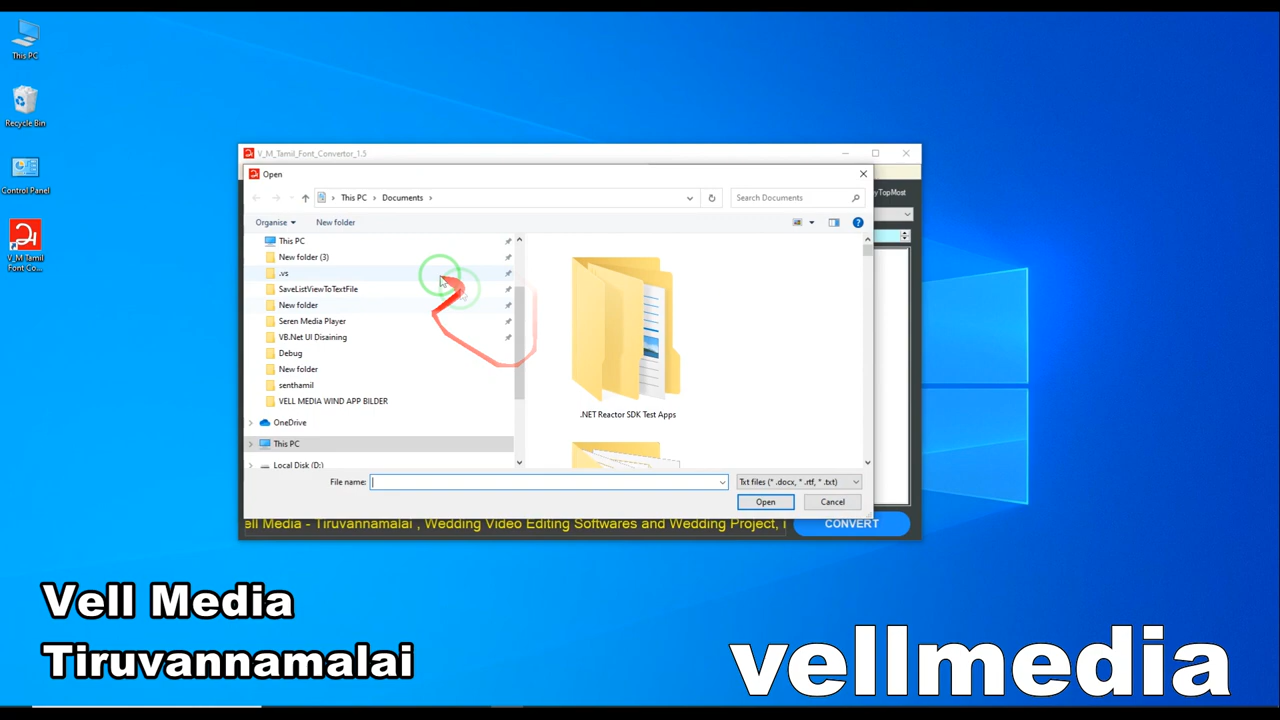 This PC
Recycle Bin
Control Panel
V_M_Tamil
Font Co...
V_M_Tamil_Font_Convertor_1.5
yTopMost
Open
This PC
Documents
Search Documents
Organise
New folder
This PC
New folder (3)
.vs
SaveListViewToTextFile
New folder
Seren Media Player
VB.Net UI Disaining
Debug
New folder
senthamil
VELL MEDIA WIND APP BILDER
OneDrive
This PC
Local Disk (D:)
.NET Reactor SDK Test Apps
File name:
Txt files (* .docx, * .rtf, * .txt)
Open
Cancel
ell Media - Tiruvannamalai , Wedding Video Editing Softwares and Wedding Project,
CONVERT
Vell Media
Tiruvannamalai
vellmedia